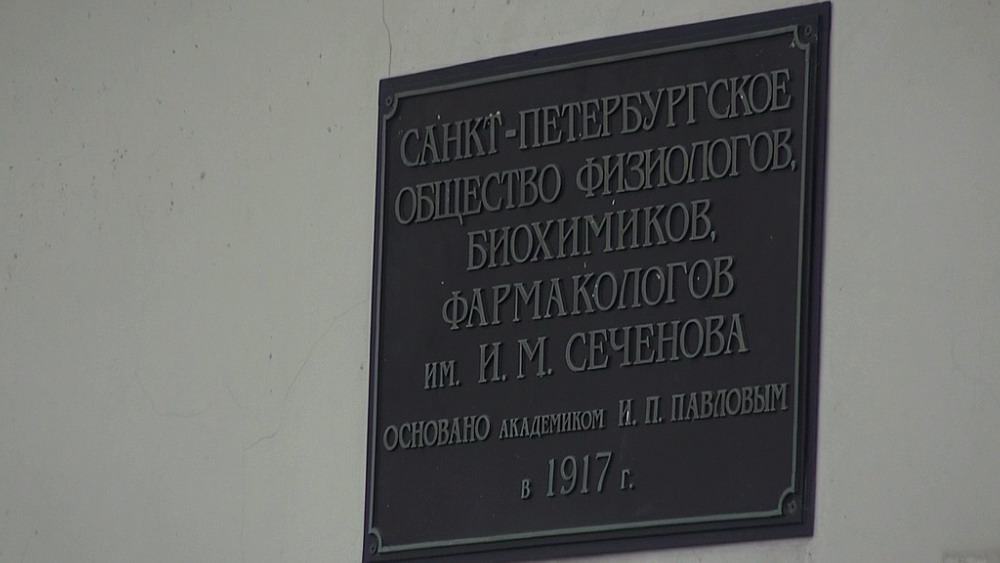 САНКТ-ПЕТЕРБУРГСКОЕ
ОБЩЕСТВО ФИЗИОЛОГОВ,
БИОХИМИКОВ,
ФАРМАКОЛОГОВ
им. И. М. СЕЧЕНОВА
ОСНОВАНО АКАДЕМИКОМ И. П. ПАВЛОВЫМ
в 1917 г.